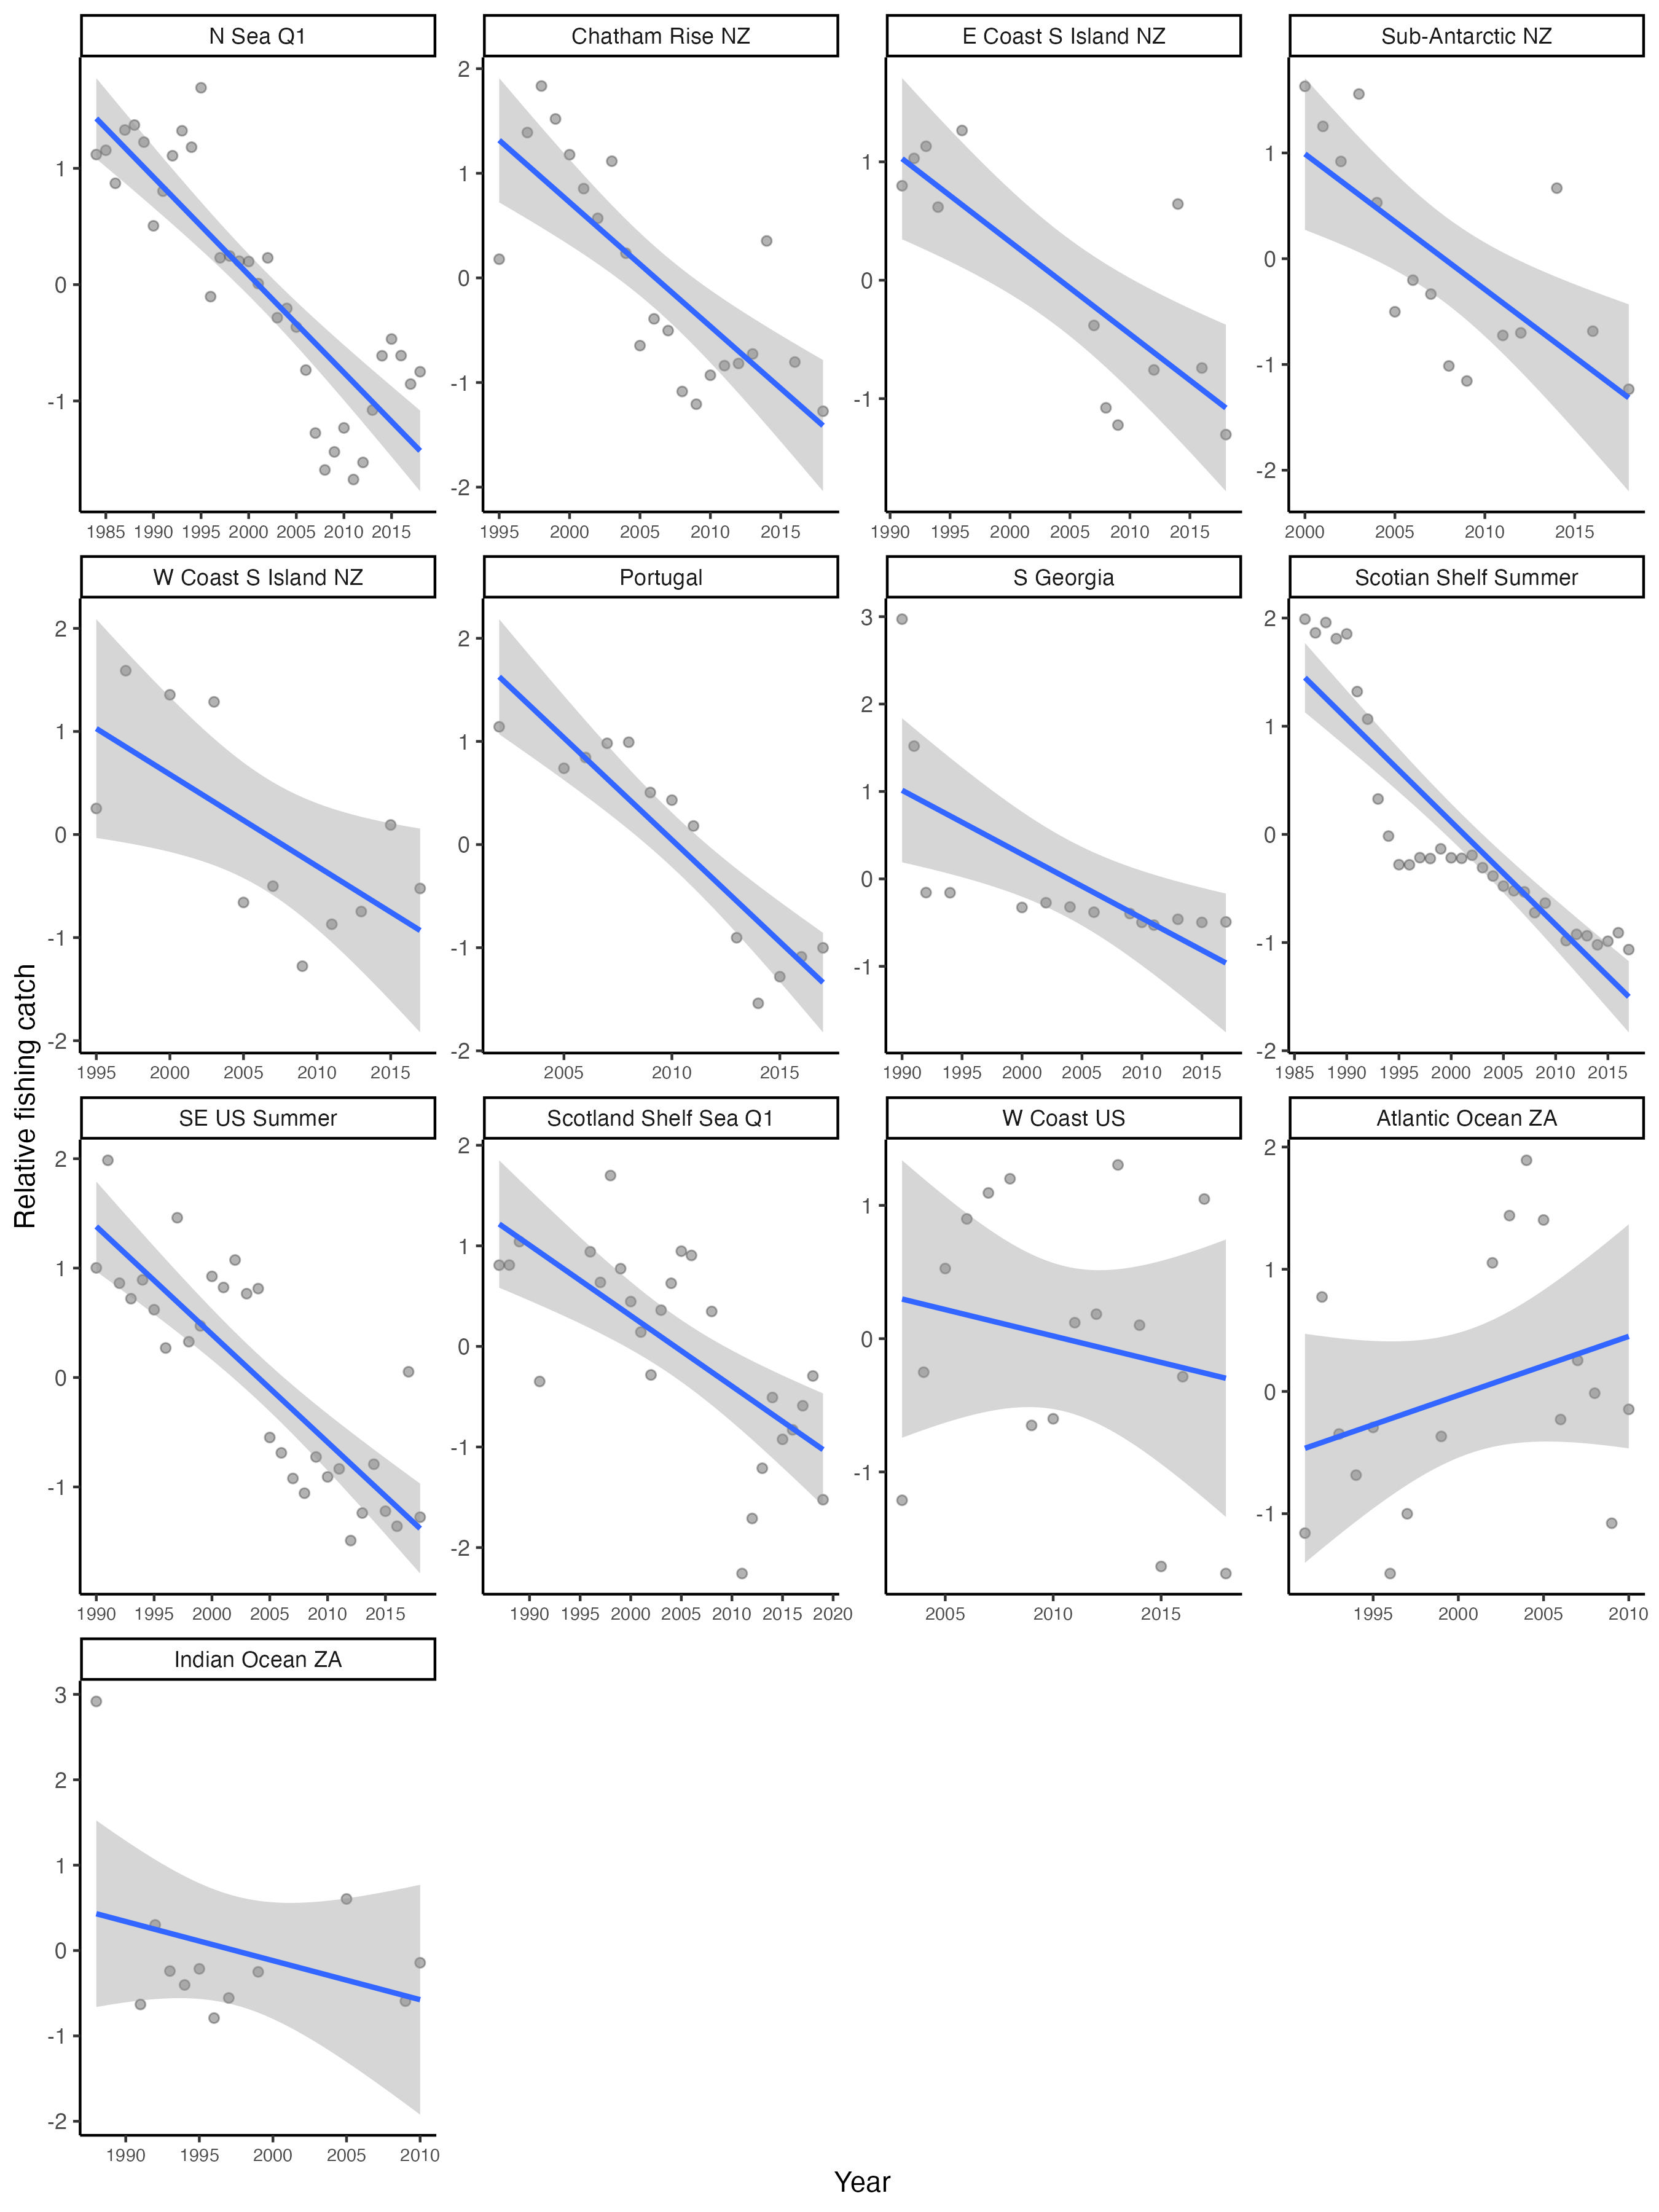 N Sea Q1
Chatham Rise NZ
E Coast S Island NZ
Sub-Antarctic NZ
1
0
-1
1985 1990 1995 2000 2005 2010 2015
2
1
0
-1
-2
1995 2000 2005 2010 2015
1
0
-1
1990 1995 2000 2005 2010 2015
1
0
-1
-2
2000 2005 2010 2015
W Coast S Island NZ
Portugal
S Georgia
Scotian Shelf Summer
2
1
0
-1
-2
1995 2000 2005 2010 2015
2
1
0
-1
-2
2005 2010 2015
3
2
1
0
-1
1990 1995 2000 2005 2010 2015
2
1
0
-1
-2
1985 1990 1995 2000 2005 2010 2015
Relative fishing catch
SE US Summer
Scotland Shelf Sea Q1
W Coast US
Atlantic Ocean ZA
2
1
0
-1
1990 1995 2000 2005 2010 2015
2
1
0
-1
-2
1990 1995 2000 2005 2010 2015 2020
1
0
-1
2005 2010 2015
2
1
0
-1
1995 2000 2005 2010
Indian Ocean ZA
3
2
1
0
-1
-2
1990 1995 2000 2005 2010
Year